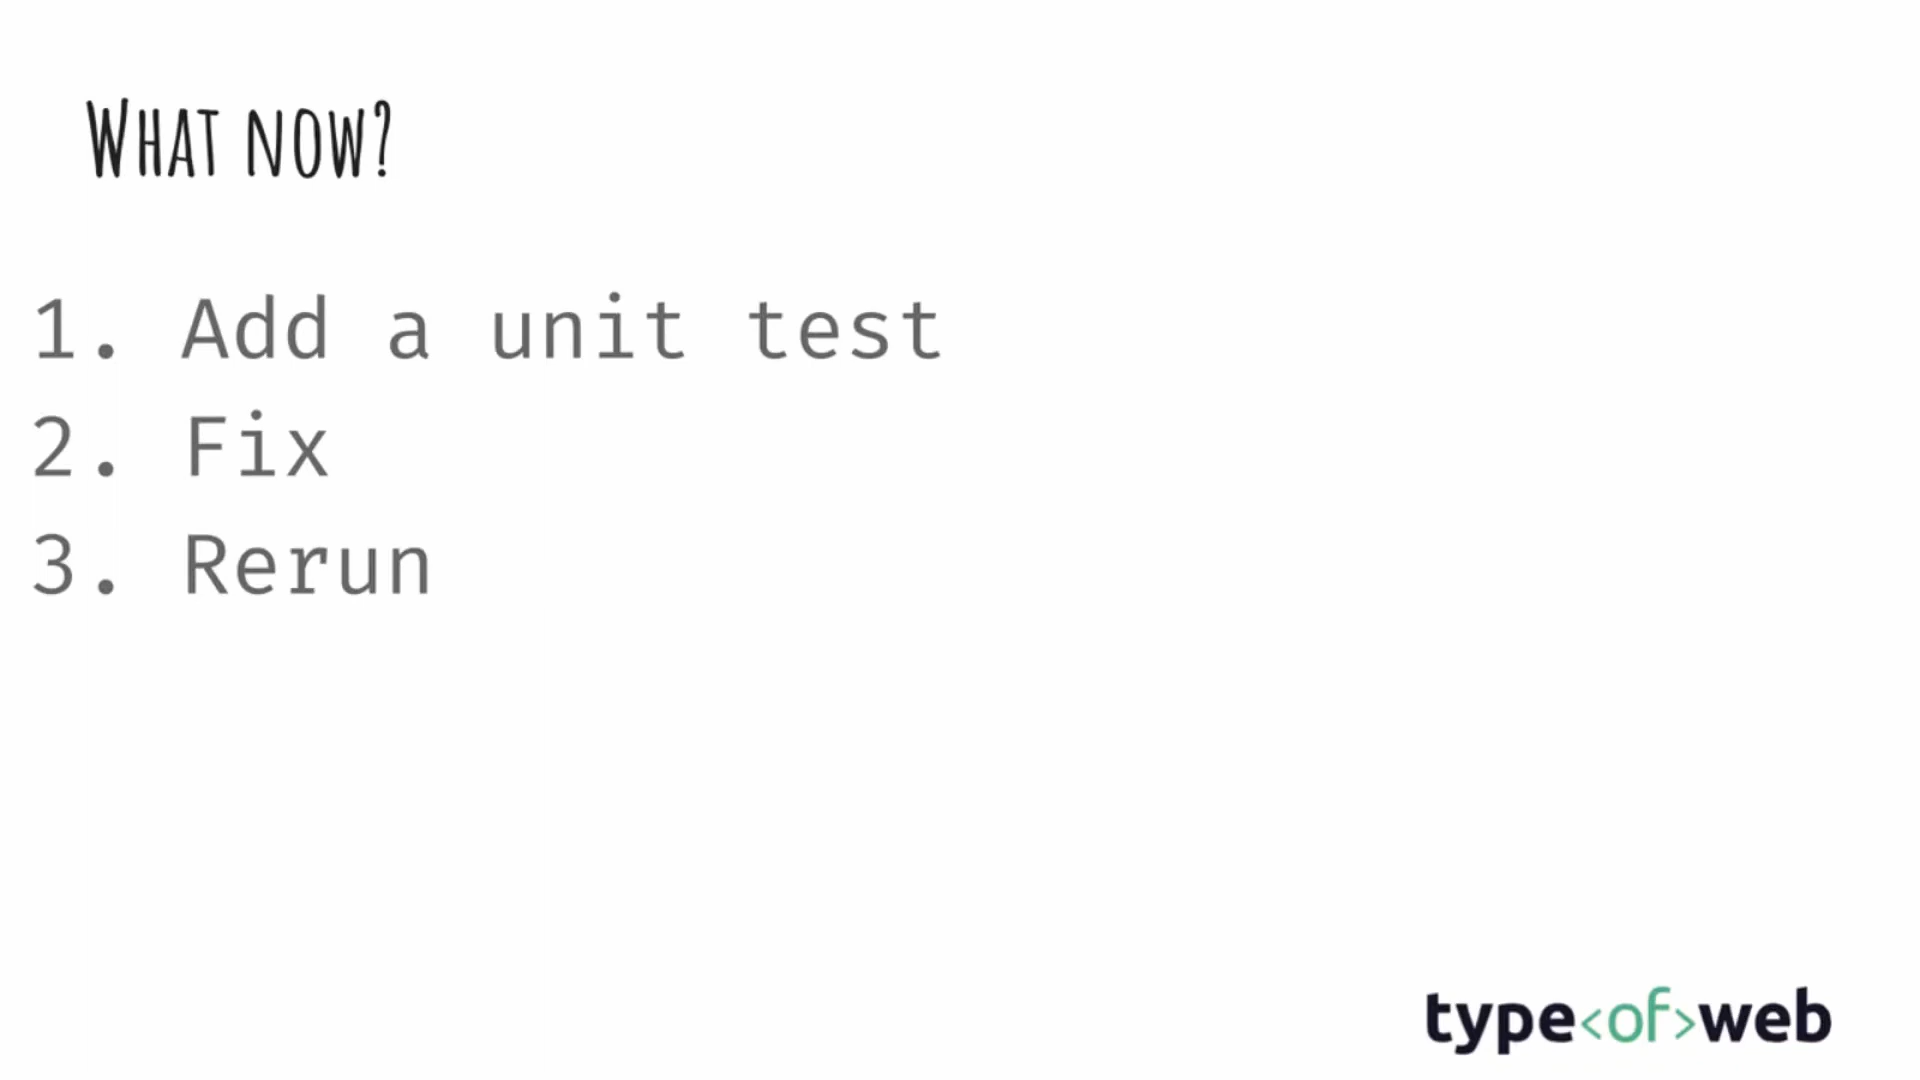 What now?
1. Add a unit test
2. Fix
3. Rerun
type<of>web